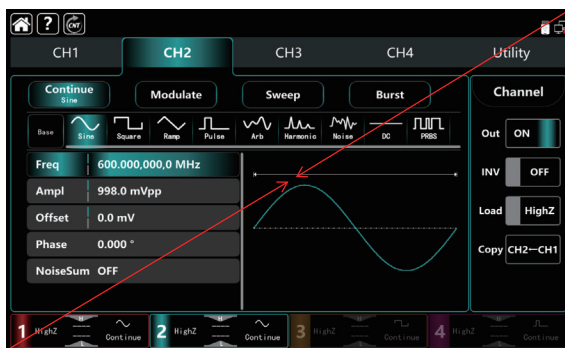 ? CNT
CH1 CH2 CH3 CH4 Utility
Continue
Sine
Modulate Sweep Burst Channel
Base Sine Square Ramp Pulse Arb Harmonic Noise DC PRBS
Out ON
Freq 600.000,000,0 MHz
INV OFF
Ampl 998.0 mVpp
Offset 0.0 mV
Load HighZ
Phase 0.000 °
Copy CH2←CH1
NoiseSum OFF
1 HighZ Continue 2 HighZ Continue 3 HighZ Continue 4 HighZ Continue